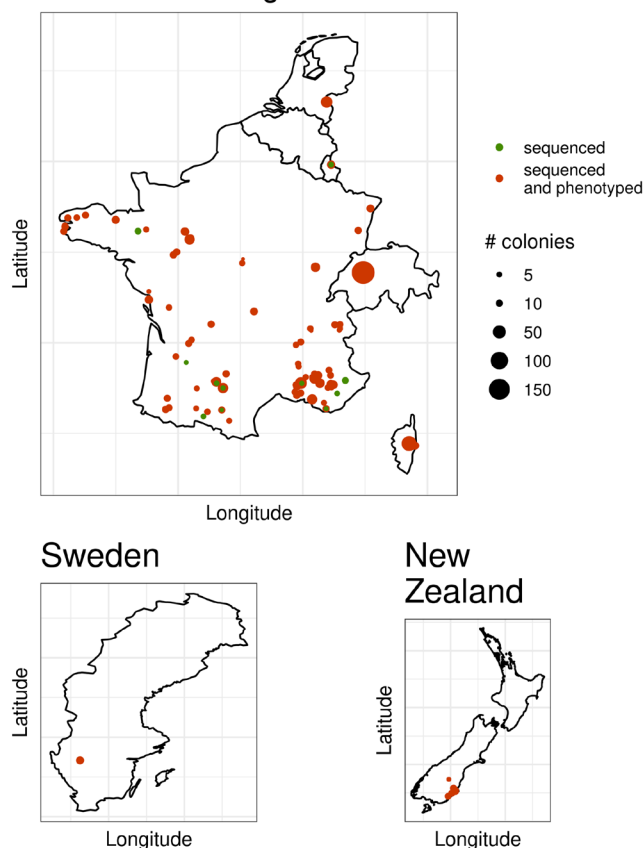 Latitude
Longitude
sequenced
sequenced
and phenotyped
# colonies
5
10
50
100
150
Sweden
Latitude
Longitude
New
Zealand
Latitude
Longitude